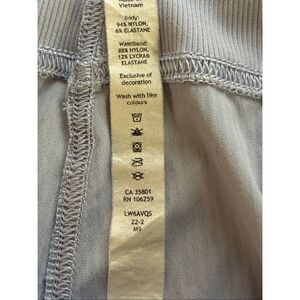 Vietnam
Body:
94% NYLON,
6% ELASTANE
Waistband:
88% NYLON,
12% LYCRA®
ELASTANE
Exclusive of
decoration
Wash with like
colours
CA 35801
RN 106259
LW6AVQS
22-2
M9